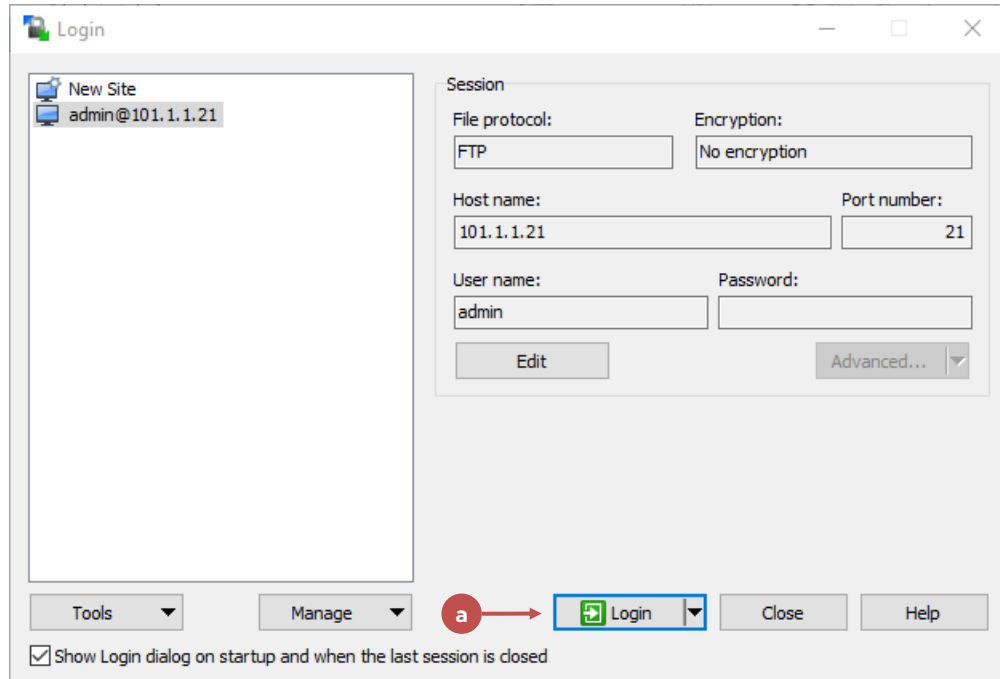 Login
New Site
admin@101.1.1.21
Session
File protocol: Encryption:
FTP No encryption
Host name: Port number:
101.1.1.21 21
User name: Password:
admin
Edit Advanced...
Tools Manage a Login Close Help
Show Login dialog on startup and when the last session is closed